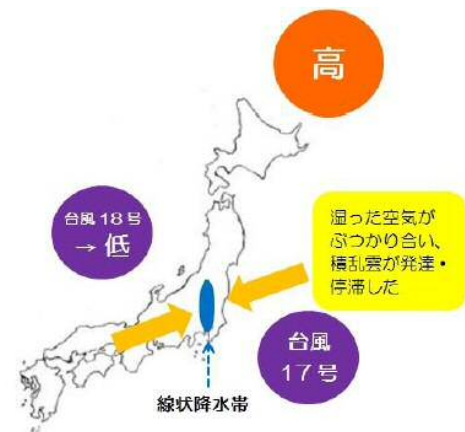 高
台風18号
→ 低
湿った空気が
ぶつかり合い、
積乱雲が発達・
停滞した
台風
17号
線状降水帯